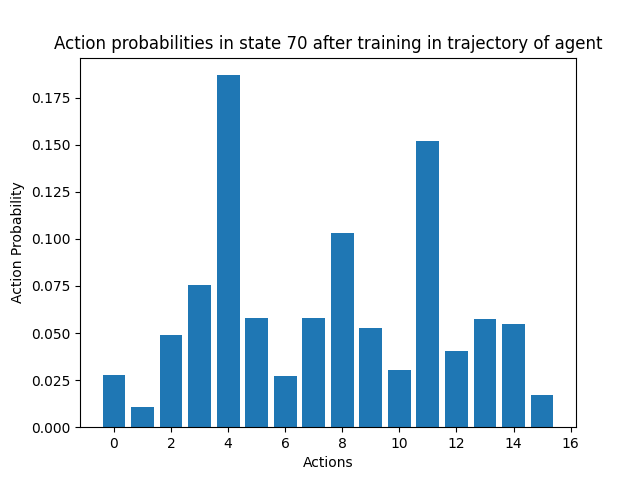 Action probabilities in state 70 after training in trajectory of agent
Action Probability
0.175
0.150
0.125
0.100
0.075
0.050
0.025
0.000
0 2 4 6 8 10 12 14 16
Actions